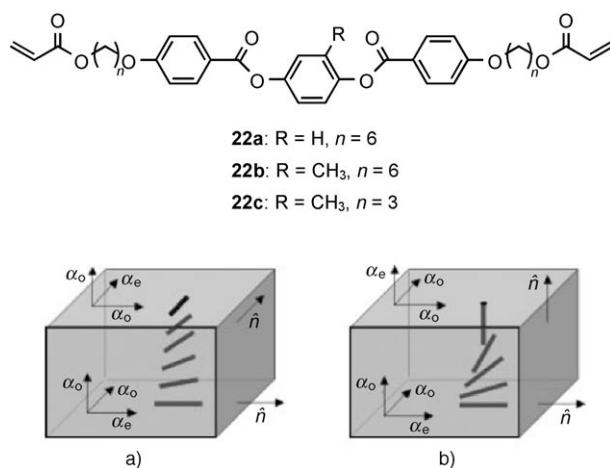 O O R O O
O n O O O O n O
22a: R = H, n = 6
22b: R = CH₃, n = 6
22c: R = CH₃, n = 3
αₒ αₑ αₑ αₒ n̂
αₒ n̂ αₒ
αₒ αₒ αₒ αₒ
αₑ n̂ αₑ n̂
a) b)